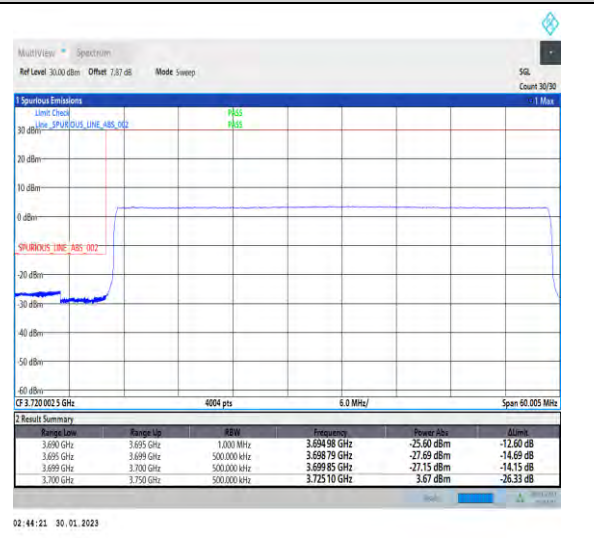 MultiView Spectrum
Ref Level 30.00 dBm Offset 7.87 dB Mode Sweep SGL
Count 30/30
1 Spurious Emissions 1 Max
Limit Check PASS
Line _SPURIOUS_LINE_ABS_002 PASS
30 dBm
20 dBm
10 dBm
0 dBm
SPURIOUS_LINE_ABS_002
-20 dBm
-30 dBm
-40 dBm
-50 dBm
-60 dBm
CF 3.720 002 5 GHz 4004 pts 6.0 MHz/ Span 60.005 MHz
2 Result Summary
Range Low Range Up RBW Frequency Power Abs ΔLimit
3.690 GHz 3.695 GHz 1.000 MHz 3.694 98 GHz -25.60 dBm -12.60 dB
3.695 GHz 3.699 GHz 500.000 kHz 3.698 79 GHz -27.69 dBm -14.69 dB
3.699 GHz 3.700 GHz 500.000 kHz 3.699 85 GHz -27.15 dBm -14.15 dB
3.700 GHz 3.750 GHz 500.000 kHz 3.725 10 GHz 3.67 dBm -26.33 dB
02:44:21 30.01.2023